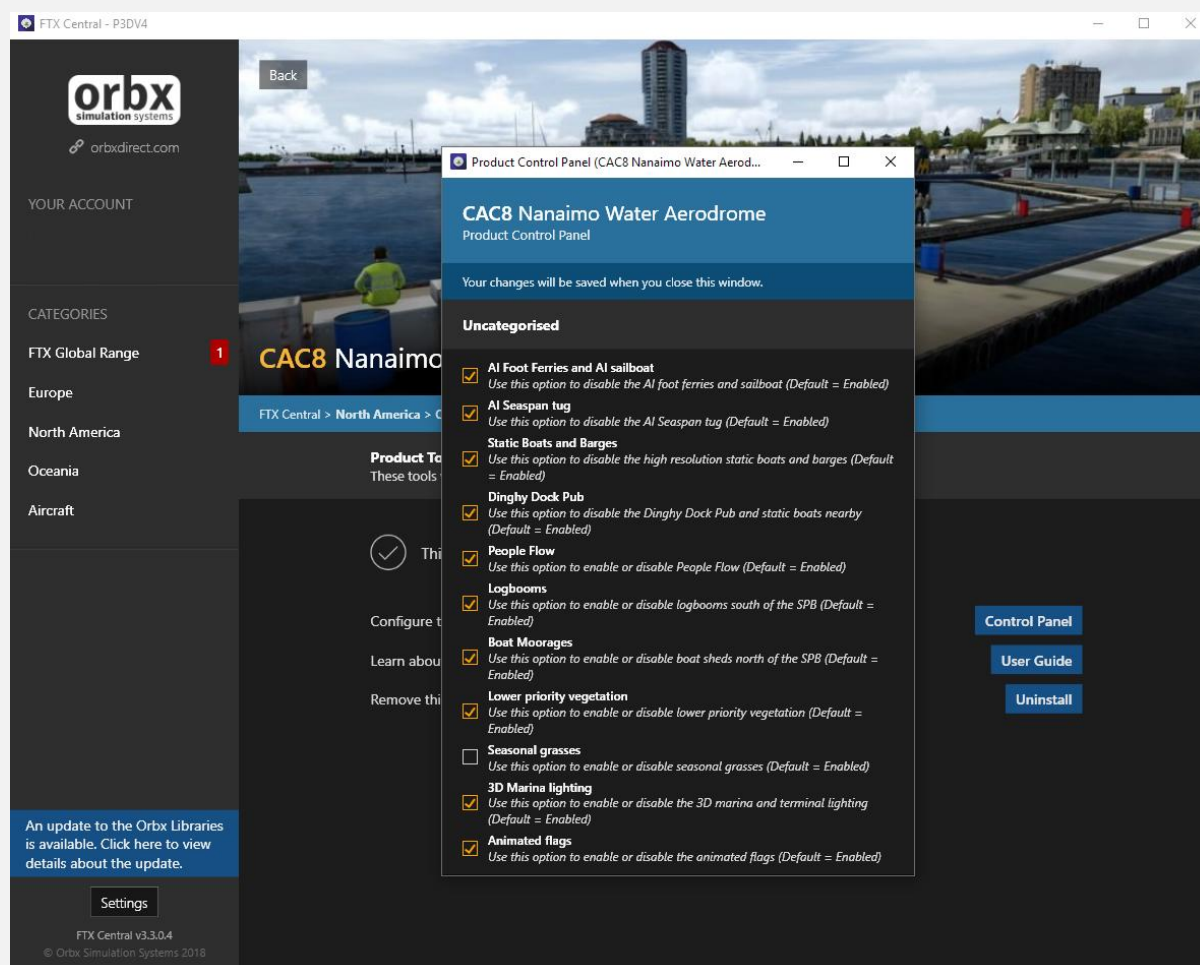 FTX Central - P3DV4
orbx
simulation systems
orbxdirect.com
YOUR ACCOUNT
CATEGORIES
FTX Global Range 1
Europe
North America
Oceania
Aircraft
An update to the Orbx Libraries
is available. Click here to view
details about the update.
Settings
FTX Central v3.3.0.4
© Orbx Simulation Systems 2018
Back
CAC8 Nanaimo
FTX Central > North America >
Product
These tools
Configure
Learn
Remove
Control Panel
User Guide
Uninstall
Product Control Panel (CAC8 Nanaimo Water Aerod...
CAC8 Nanaimo Water Aerodrome
Product Control Panel
Your changes will be saved when you close this window.
Uncategorised
AI Foot Ferries and AI sailboat
Use this option to disable the AI foot ferries and sailboat (Default = Enabled)
AI Seaspan tug
Use this option to disable the AI Seaspan tug (Default = Enabled)
Static Boats and Barges
Use this option to disable the high resolution static boats and barges (Default
= Enabled)
Dinghy Dock Pub
Use this option to disable the Dinghy Dock Pub and static boats nearby
(Default = Enabled)
People Flow
Use this option to enable or disable People Flow (Default = Enabled)
Logbooms
Use this option to enable or disable logbooms south of the SPB (Default =
Enabled)
Boat Moorages
Use this option to enable or disable boat sheds north of the SPB (Default =
Enabled)
Lower priority vegetation
Use this option to enable or disable lower priority vegetation (Default =
Enabled)
Seasonal grasses
Use this option to enable or disable seasonal grasses (Default = Enabled)
3D Marina lighting
Use this option to enable or disable the 3D marina and terminal lighting
(Default = Enabled)
Animated flags
Use this option to enable or disable the animated flags (Default = Enabled)